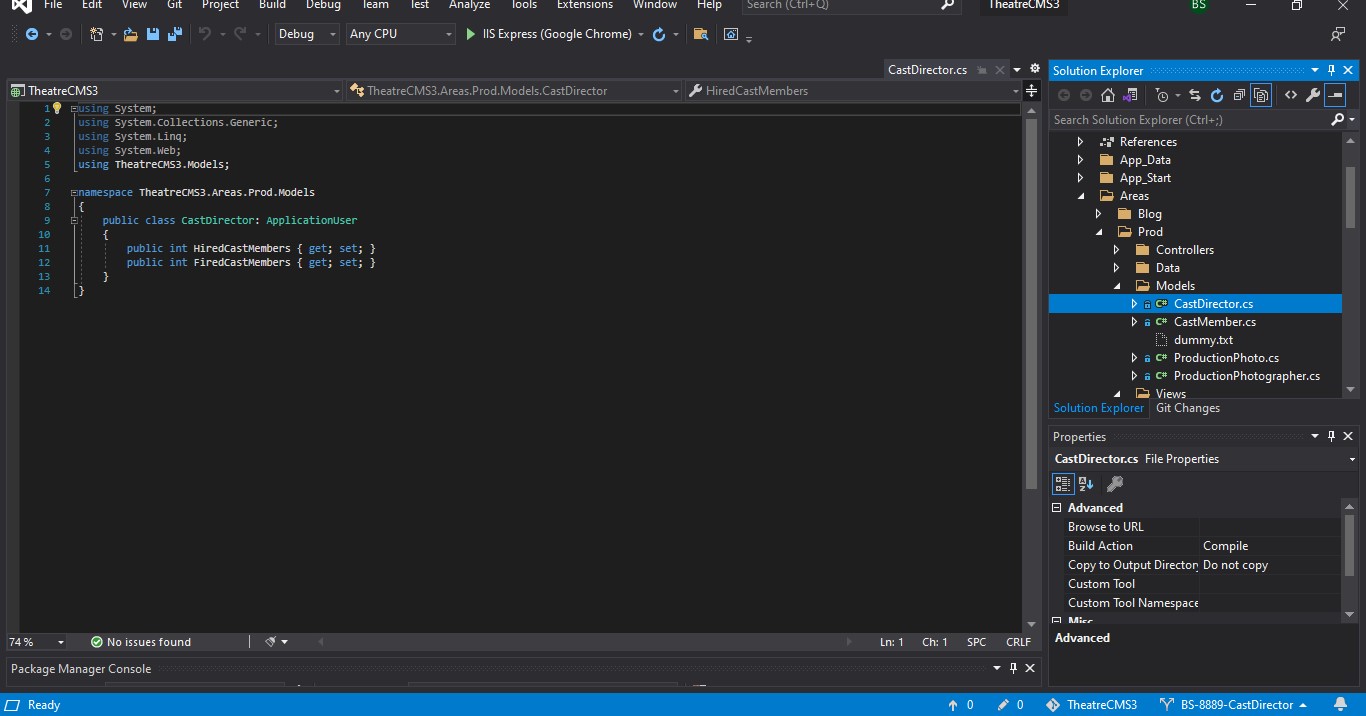 File Edit View Git Project Build Debug Team Test Analyze Tools Extensions Window Help Search (Ctrl+Q) TheatreCMS3 BS
Debug Any CPU IIS Express (Google Chrome)
CastDirector.cs
TheatreCMS3 TheatreCMS3.Areas.Prod.Models.CastDirector HiredCastMembers
1 using System;
2 using System.Collections.Generic;
3 using System.Linq;
4 using System.Web;
5 using TheatreCMS3.Models;
6
7 namespace TheatreCMS3.Areas.Prod.Models
8 {
9 public class CastDirector: ApplicationUser
10 {
11 public int HiredCastMembers { get; set; }
12 public int FiredCastMembers { get; set; }
13 }
14 }
74 % No issues found Ln: 1 Ch: 1 SPC CRLF
Package Manager Console
Solution Explorer
Search Solution Explorer (Ctrl+;)
References
App_Data
App_Start
Areas
Blog
Prod
Controllers
Data
Models
C# CastDirector.cs
C# CastMember.cs
dummy.txt
C# ProductionPhoto.cs
C# ProductionPhotographer.cs
Views
Solution Explorer Git Changes
Properties
CastDirector.cs File Properties
Advanced
Browse to URL
Build Action Compile
Copy to Output Directory Do not copy
Custom Tool
Custom Tool Namespace
Misc
Advanced
Ready 0 0 TheatreCMS3 BS-8889-CastDirector